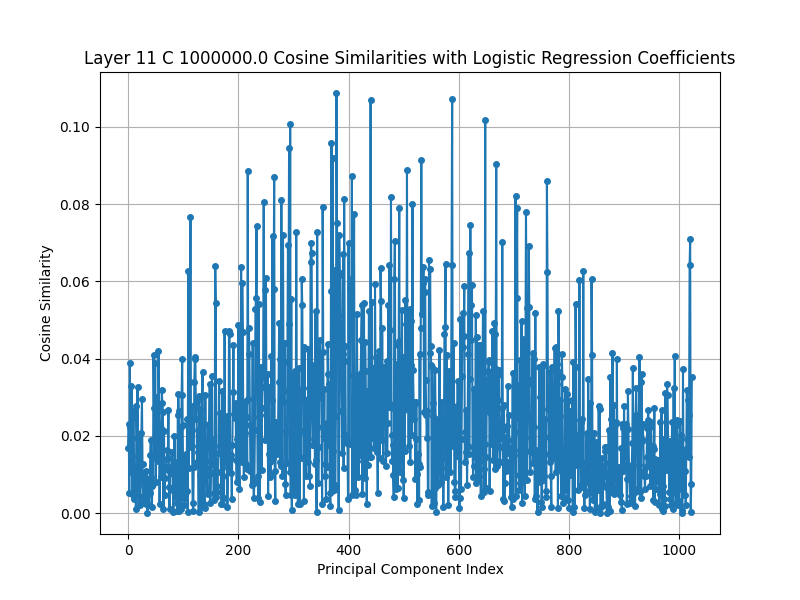 Layer 11 C 1000000.0 Cosine Similarities with Logistic Regression Coefficients
0.10
0.08
0.06
0.04
0.02
0.00
Cosine Similarity
0 200 400 600 800 1000
Principal Component Index